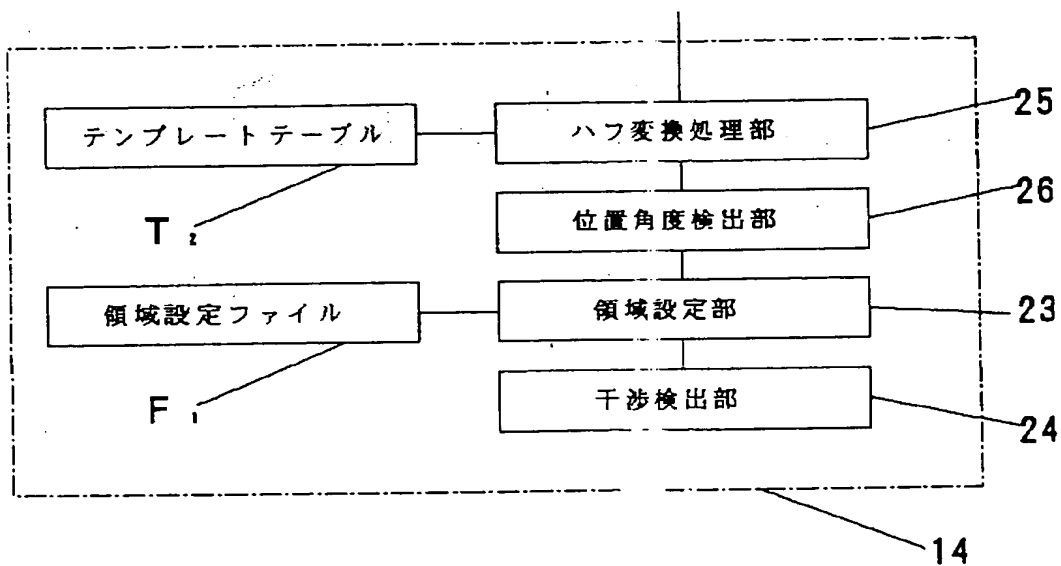 テンプレートテーブル
ハフ変換処理部
25
T₂
位置角度検出部
26
領域設定ファイル
領域設定部
23
F₁
干渉検出部
24
14